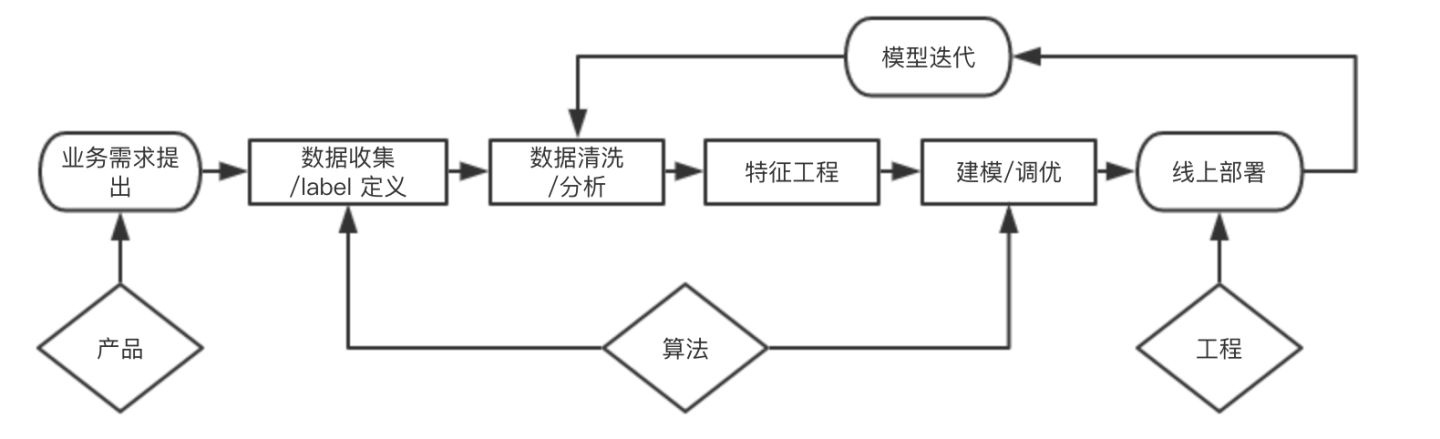 模型迭代
业务需求提
出
数据收集
/label 定义
数据清洗
/分析
特征工程
建模/调优
线上部署
产品
算法
工程